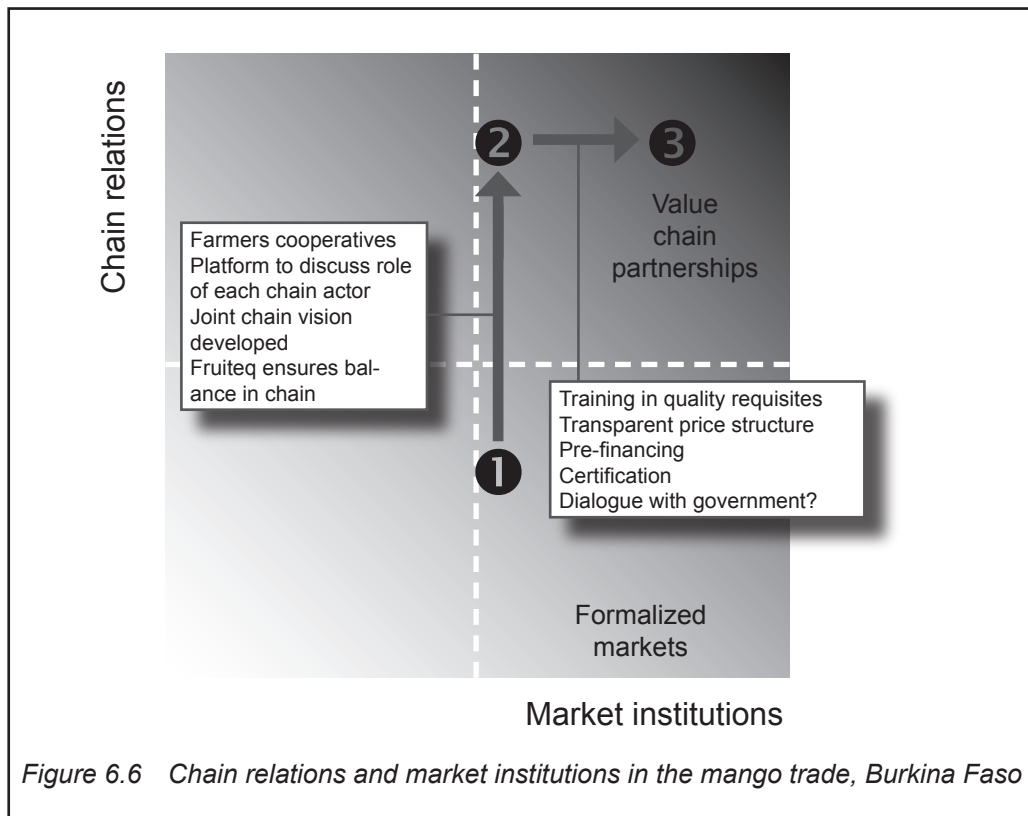 Chain relations
2
3
Value
chain
partnerships
Farmers cooperatives
Platform to discuss role
of each chain actor
Joint chain vision
developed
Fruiteq ensures bal-
ance in chain
1
Training in quality requisites
Transparent price structure
Pre-financing
Certification
Dialogue with government?
Formalized
markets
Market institutions
Figure 6.6 Chain relations and market institutions in the mango trade, Burkina Faso